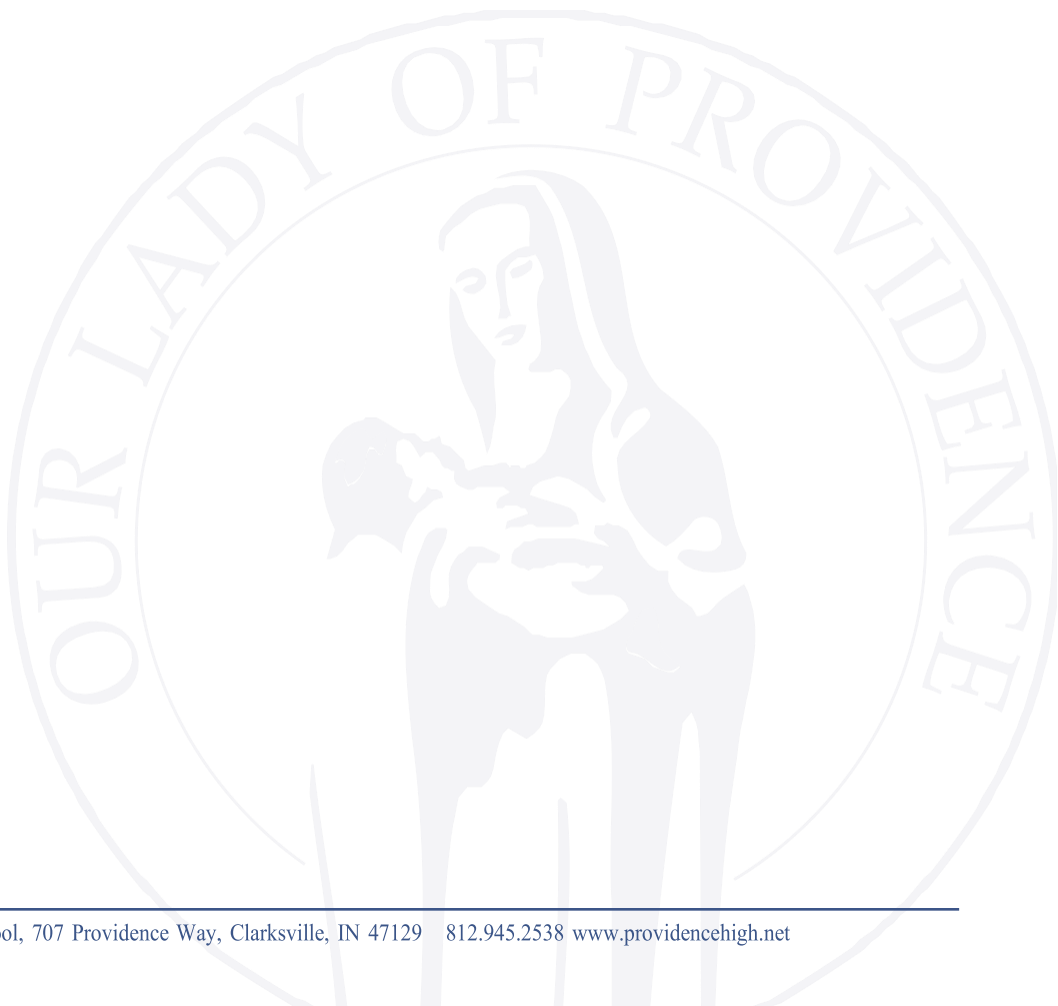 OUR LADY OF PROVIDENCE
ol, 707 Providence Way, Clarksville, IN 47129 812.945.2538 www.providencehigh.net